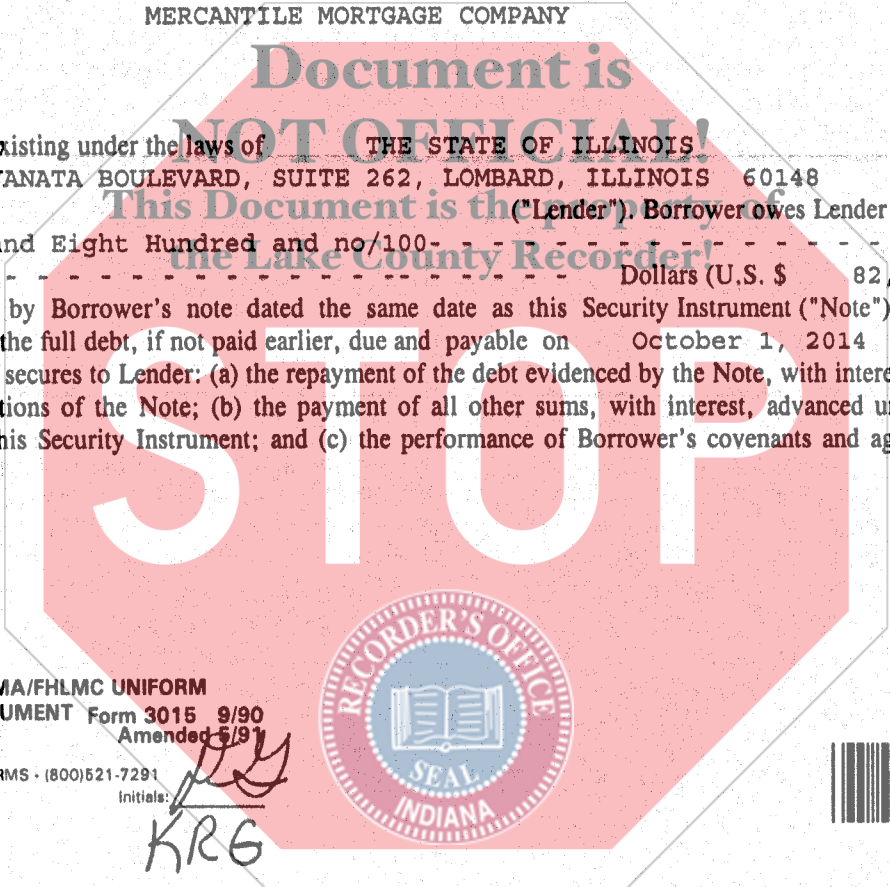 MERCANTILE MORTGAGE COMPANY
Document is
NOT OFFICIAL!
xisting under the laws of THE STATE OF ILLINOIS
ANATA BOULEVARD, SUITE 262, LOMBARD, ILLINOIS 60148
This Document is the property of
("Lender"). Borrower owes Lender
nd Eight Hundred and no/100- - - - - - - - - - - - - - - - -
the Lake County Recorder!
- - - - - - - - - - - - - - - - - - Dollars (U.S. $ 82,
by Borrower's note dated the same date as this Security Instrument ("Note")
the full debt, if not paid earlier, due and payable on October 1, 2014
secures to Lender: (a) the repayment of the debt evidenced by the Note, with intere
tions of the Note; (b) the payment of all other sums, with interest, advanced u
his Security Instrument; and (c) the performance of Borrower's covenants and ag
STOP
RECORDER'S OFFICE
SEAL
INDIANA
MA/FHLMC UNIFORM
UMENT Form 3015 9/90
Amended 5/91
RMS - (800)521-7291
Initials:
KRG